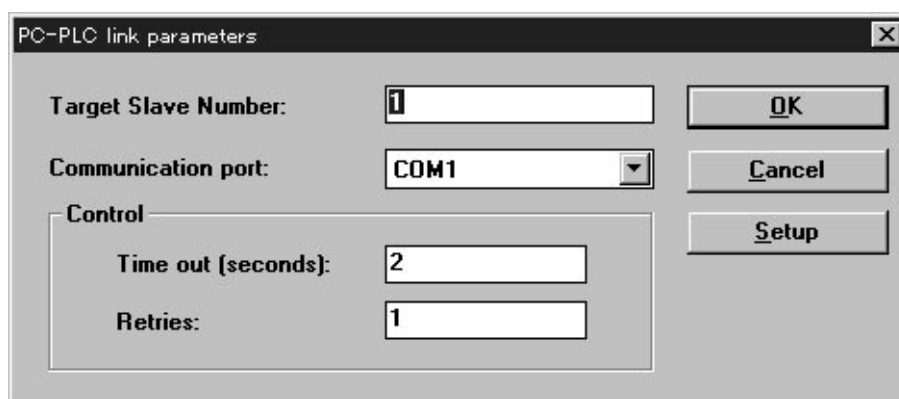 PC-PLC link parameters
Target Slave Number: 1 OK
Communication port: COM1 Cancel
Control
Setup
Time out (seconds): 2
Retries: 1